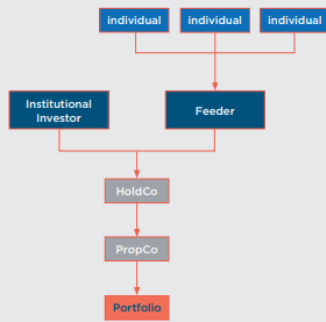 individual
individual
individual
Institutional
Investor
Feeder
HoldCo
PropCo
Portfolio